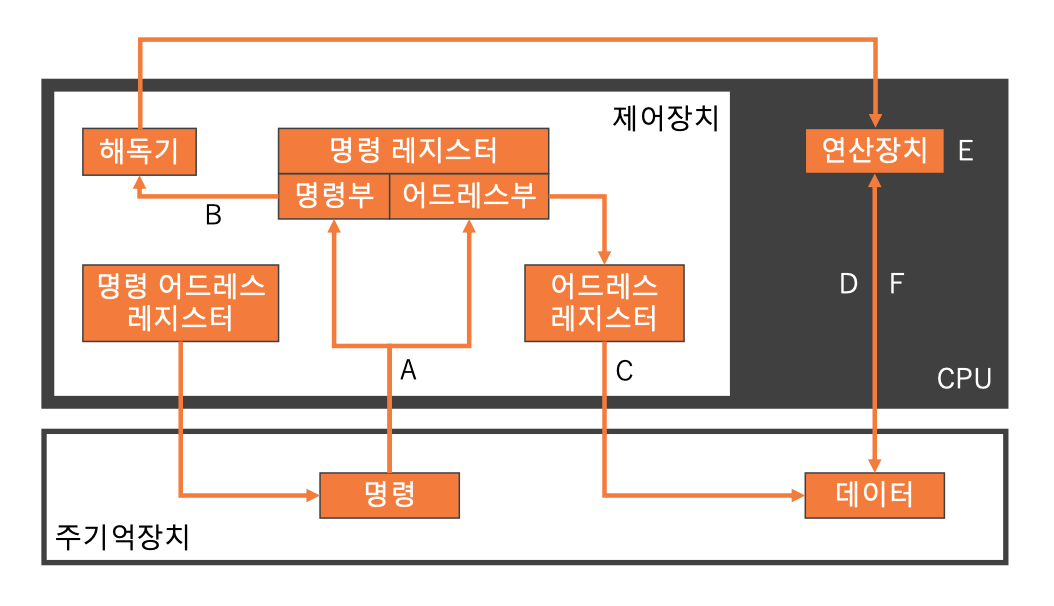 제어장치
해독기
명령 레지스터
연산장치
E
명령부
어드레스부
B
명령 어드레스
레지스터
어드레스
레지스터
D
F
A
C
CPU
명령
데이터
주기억장치